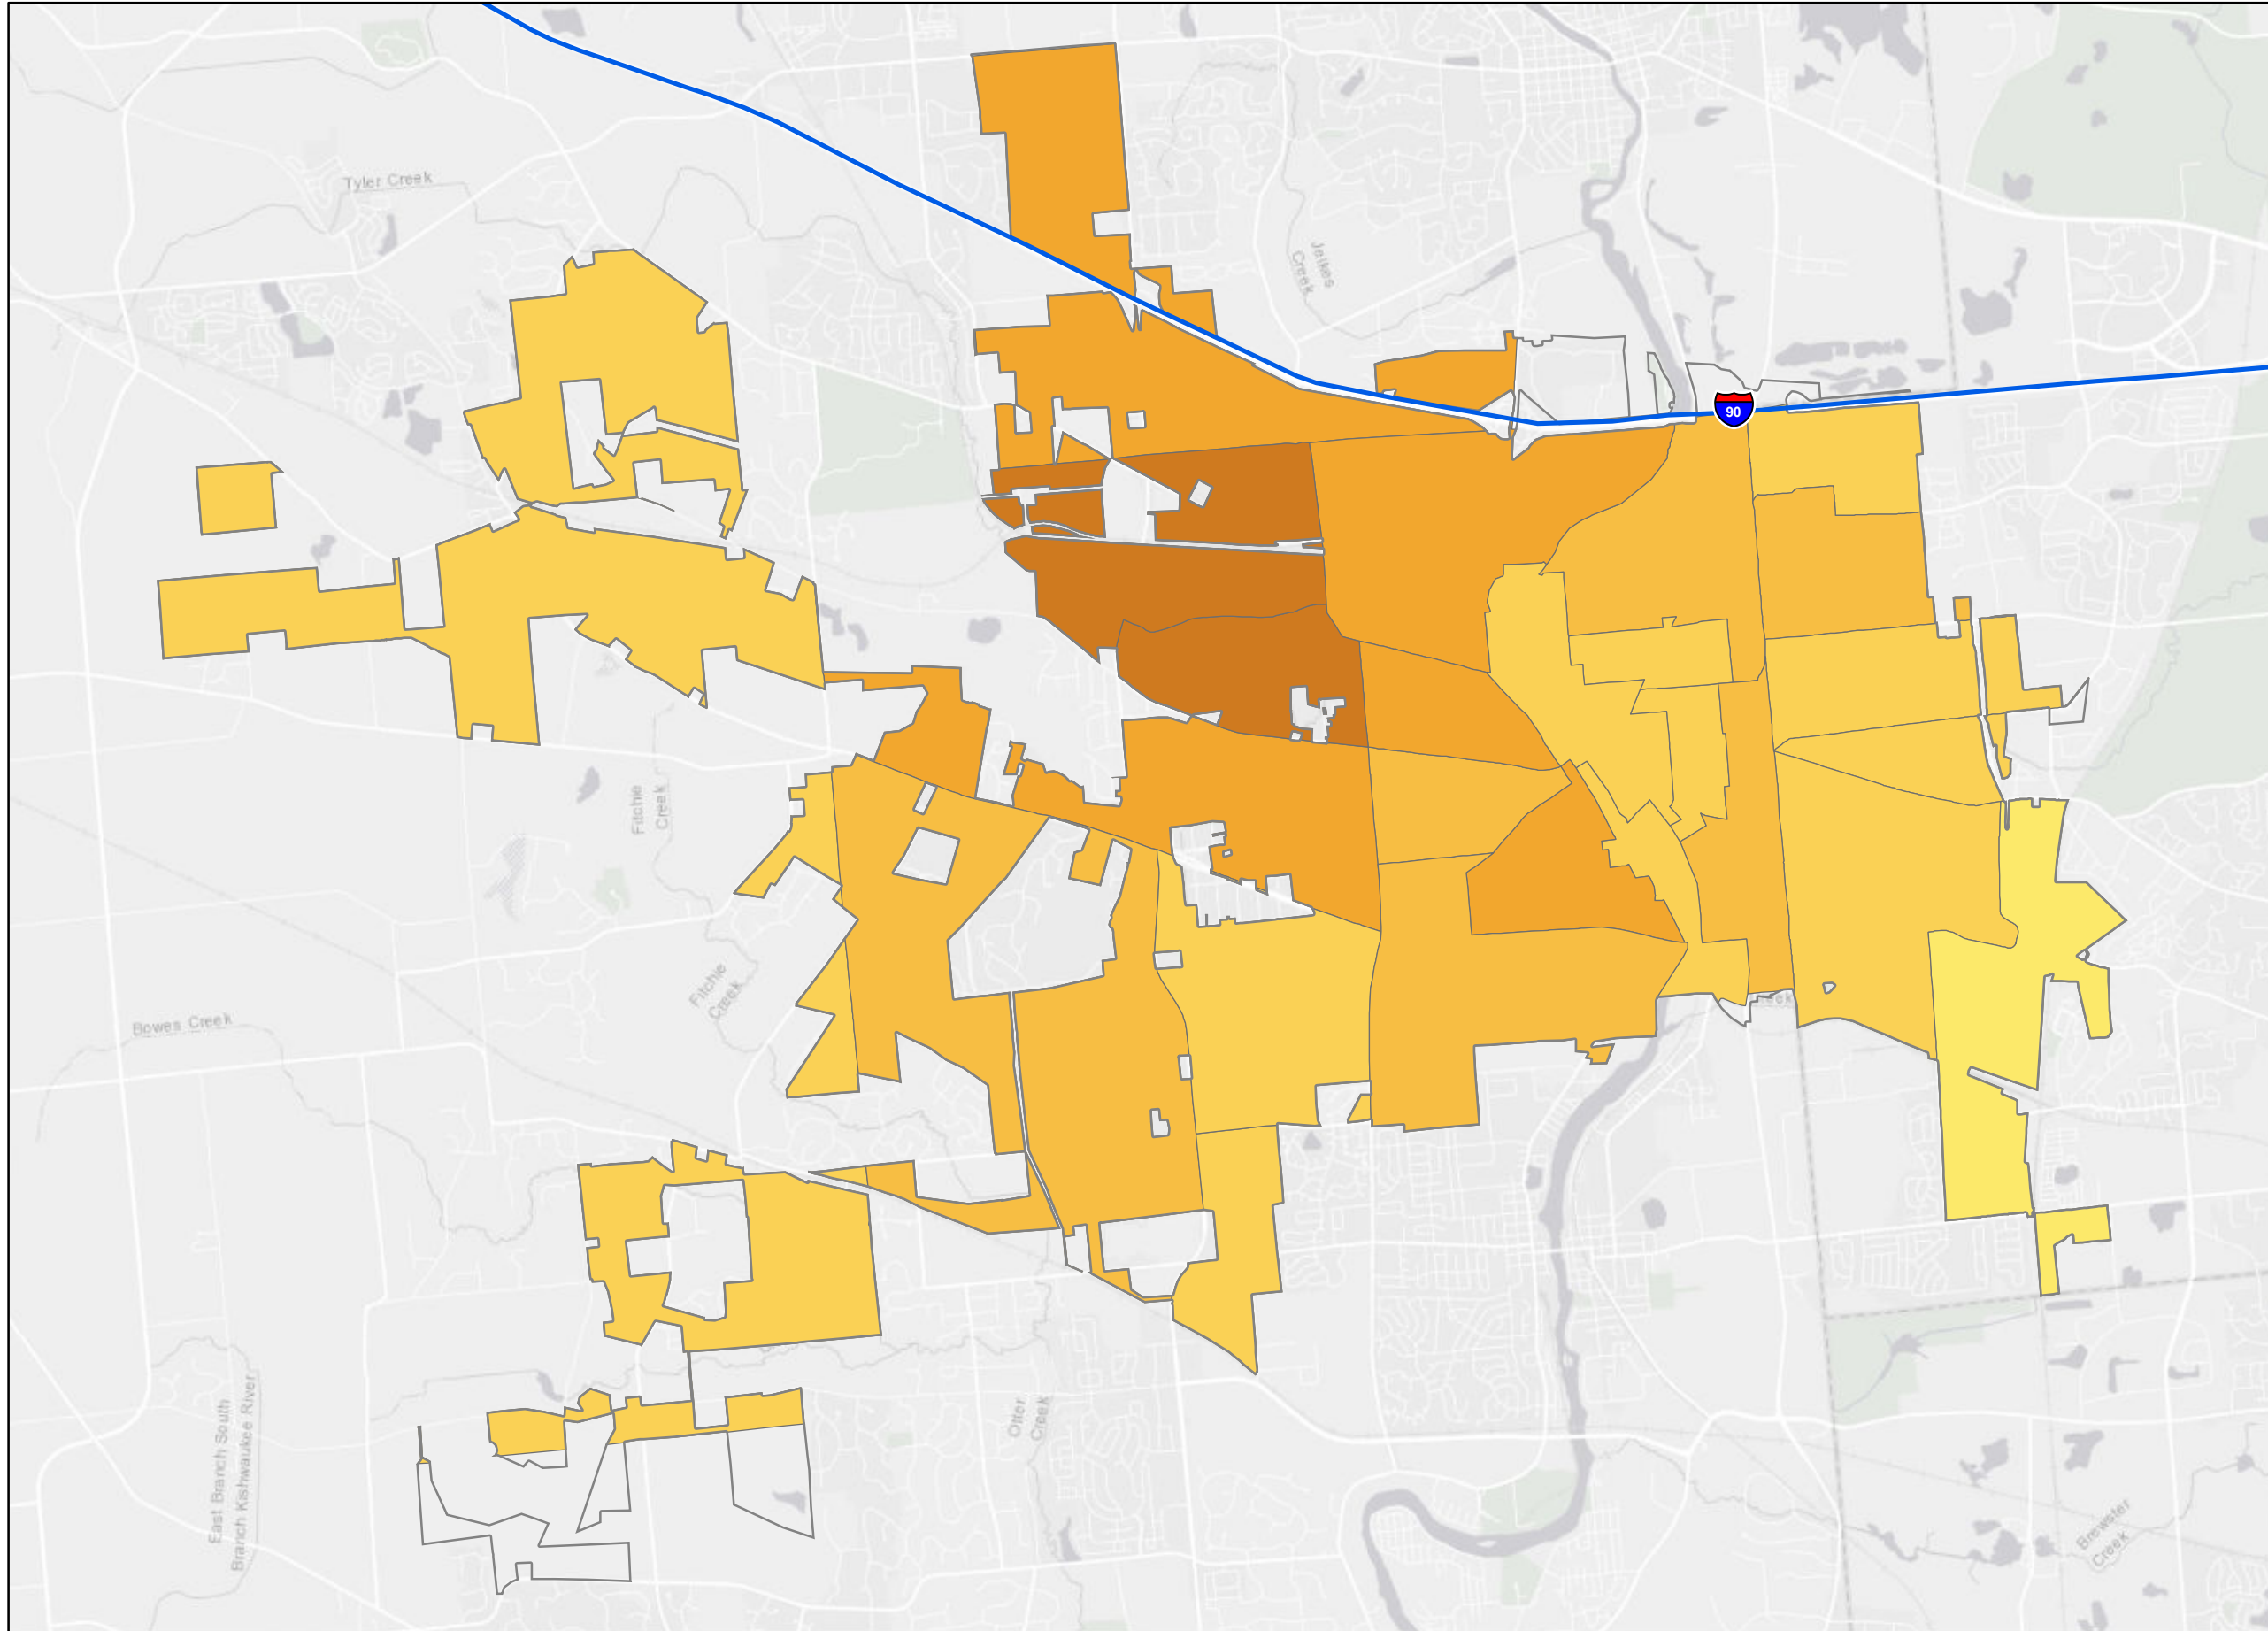 Tyler Creek
Jelkes
Creek
90
Fitchie
Creek
Fitchie
Creek
Bowes Creek
eek
Otter
Creek
East Branch South
Branch Kishwaukee River
Brewster
Creek